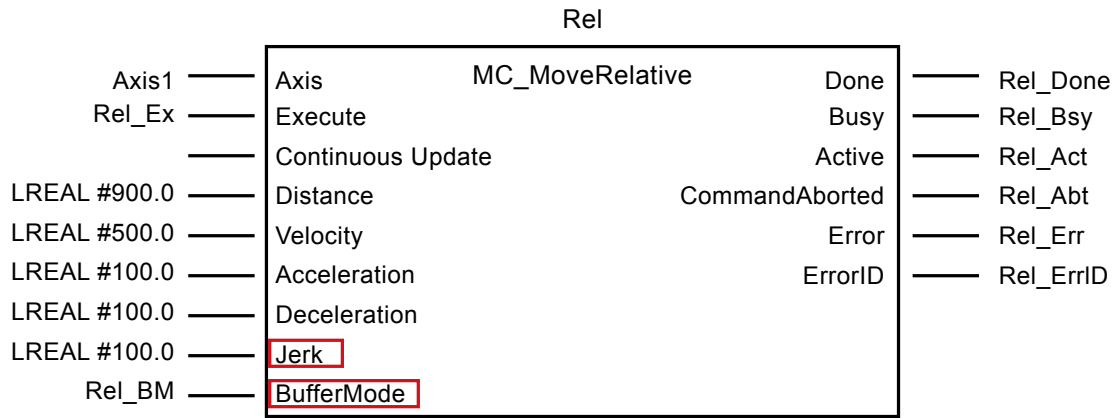 Rel
MC_MoveRelative
Axis1 Axis Done Rel_Done
Rel_Ex Execute Busy Rel_Bsy
Continuous Update Active Rel_Act
LREAL #900.0 Distance CommandAborted Rel_Abt
LREAL #500.0 Velocity Error Rel_Err
LREAL #100.0 Acceleration ErrorID Rel_ErrID
LREAL #100.0 Deceleration
LREAL #100.0 Jerk
Rel_BM BufferMode